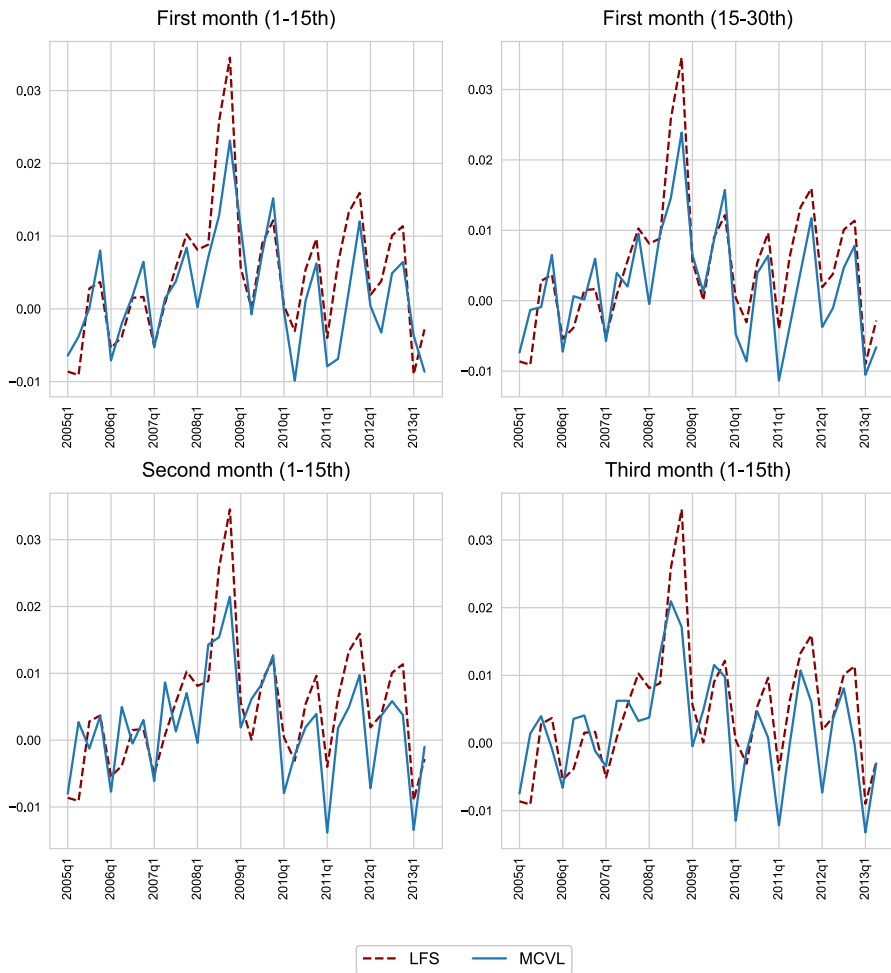 First month (1-15th)
First month (15-30th)
0.03
0.02
0.01
0.00
−0.01
2005q1
2006q1
2007q1
2008q1
2009q1
2010q1
2011q1
2012q1
2013q1
0.03
0.02
0.01
0.00
−0.01
2005q1
2006q1
2007q1
2008q1
2009q1
2010q1
2011q1
2012q1
2013q1
Second month (1-15th)
Third month (1-15th)
0.03
0.02
0.01
0.00
−0.01
2005q1
2006q1
2007q1
2008q1
2009q1
2010q1
2011q1
2012q1
2013q1
0.03
0.02
0.01
0.00
−0.01
2005q1
2006q1
2007q1
2008q1
2009q1
2010q1
2011q1
2012q1
2013q1
LFS MCVL